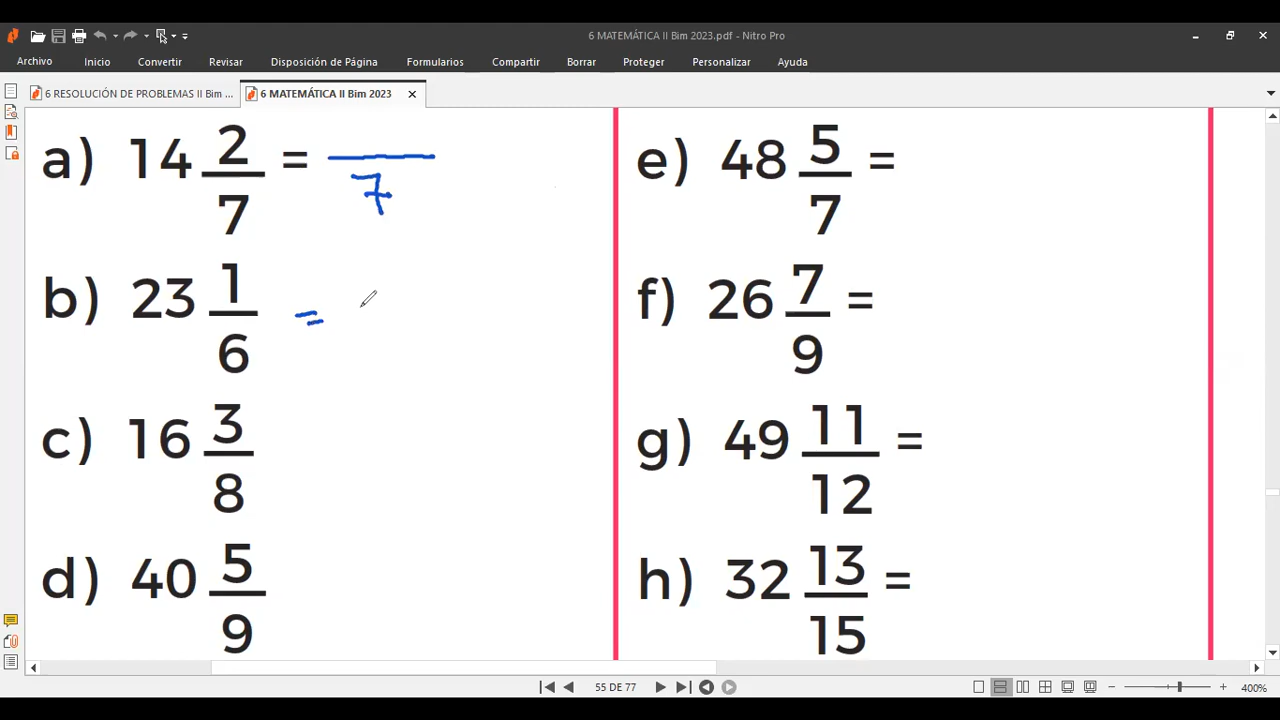 6 MATEMÁTICA II Bim 2023.pdf - Nitro Pro
Archivo Inicio Convertir Revisar Disposición de Página Formularios Compartir Borrar Proteger Personalizar Ayuda
6 RESOLUCIÓN DE PROBLEMAS II Bim ... 6 MATEMÁTICA II Bim 2023
a) 14 2/7 = /7
b) 23 1/6 =
c) 16 3/8
d) 40 5/9
e) 48 5/7 =
f) 26 7/9 =
g) 49 11/12 =
h) 32 13/15 =
55 DE 77
400%